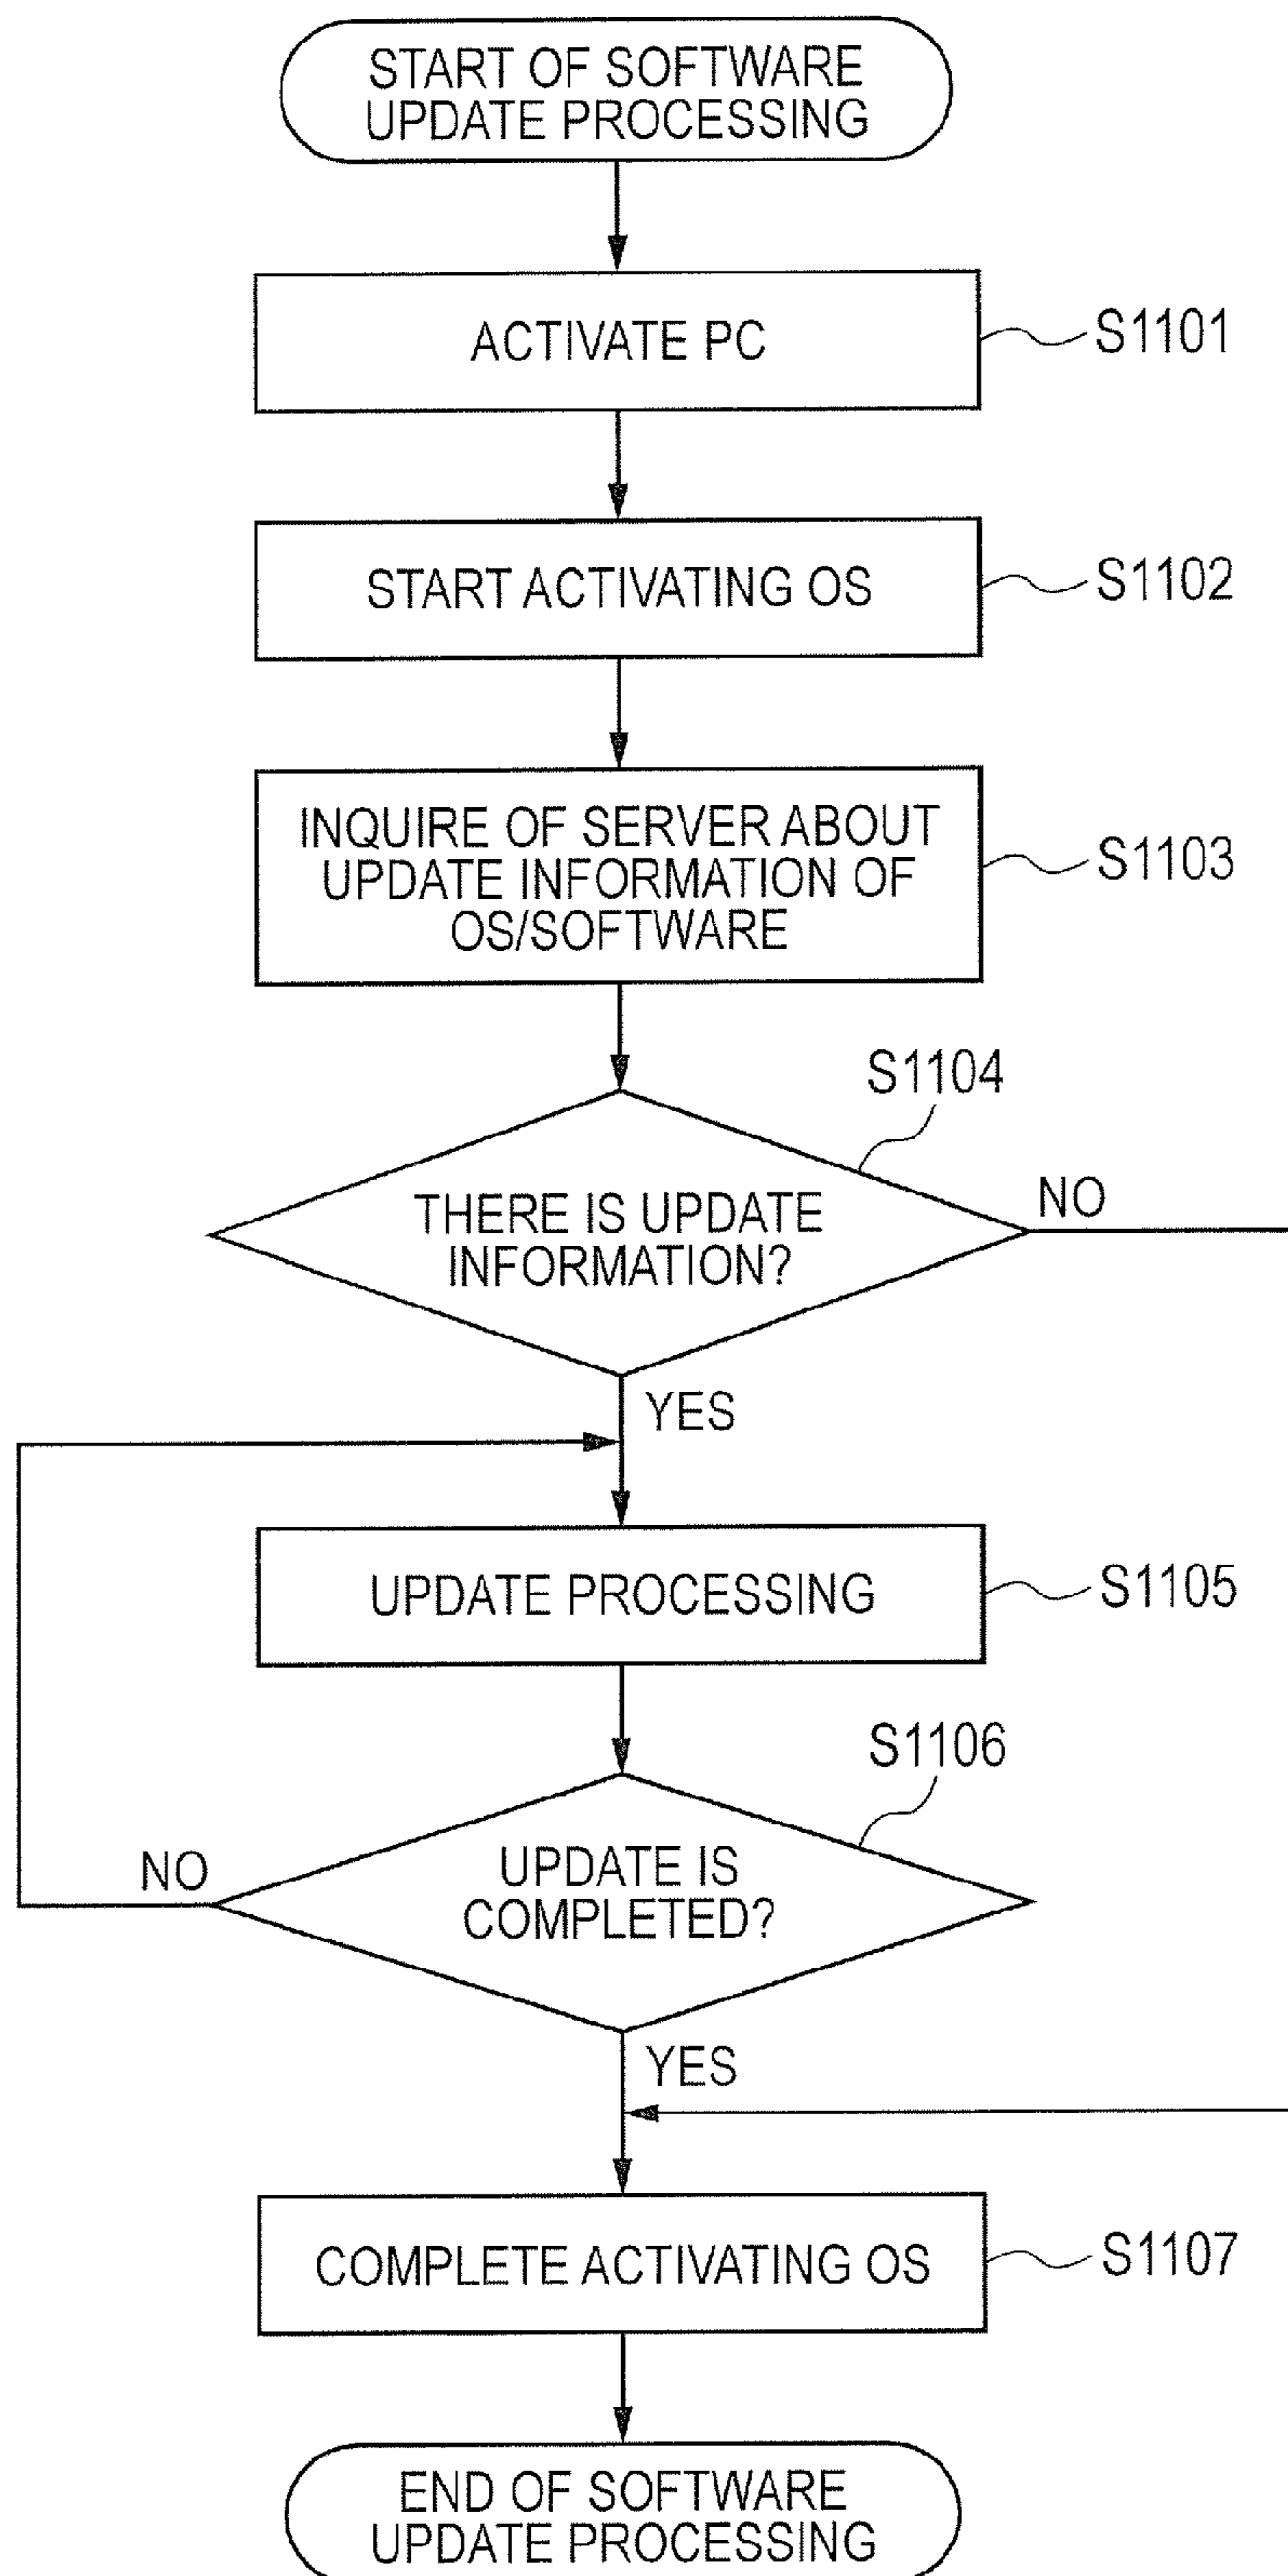 START OF SOFTWARE
UPDATE PROCESSING
ACTIVATE PC
S1101
START ACTIVATING OS
S1102
INQUIRE OF SERVER ABOUT
UPDATE INFORMATION OF
OS/SOFTWARE
S1103
S1104
THERE IS UPDATE
INFORMATION?
NO
YES
UPDATE PROCESSING
S1105
S1106
UPDATE IS
COMPLETED?
NO
YES
COMPLETE ACTIVATING OS
S1107
END OF SOFTWARE
UPDATE PROCESSING